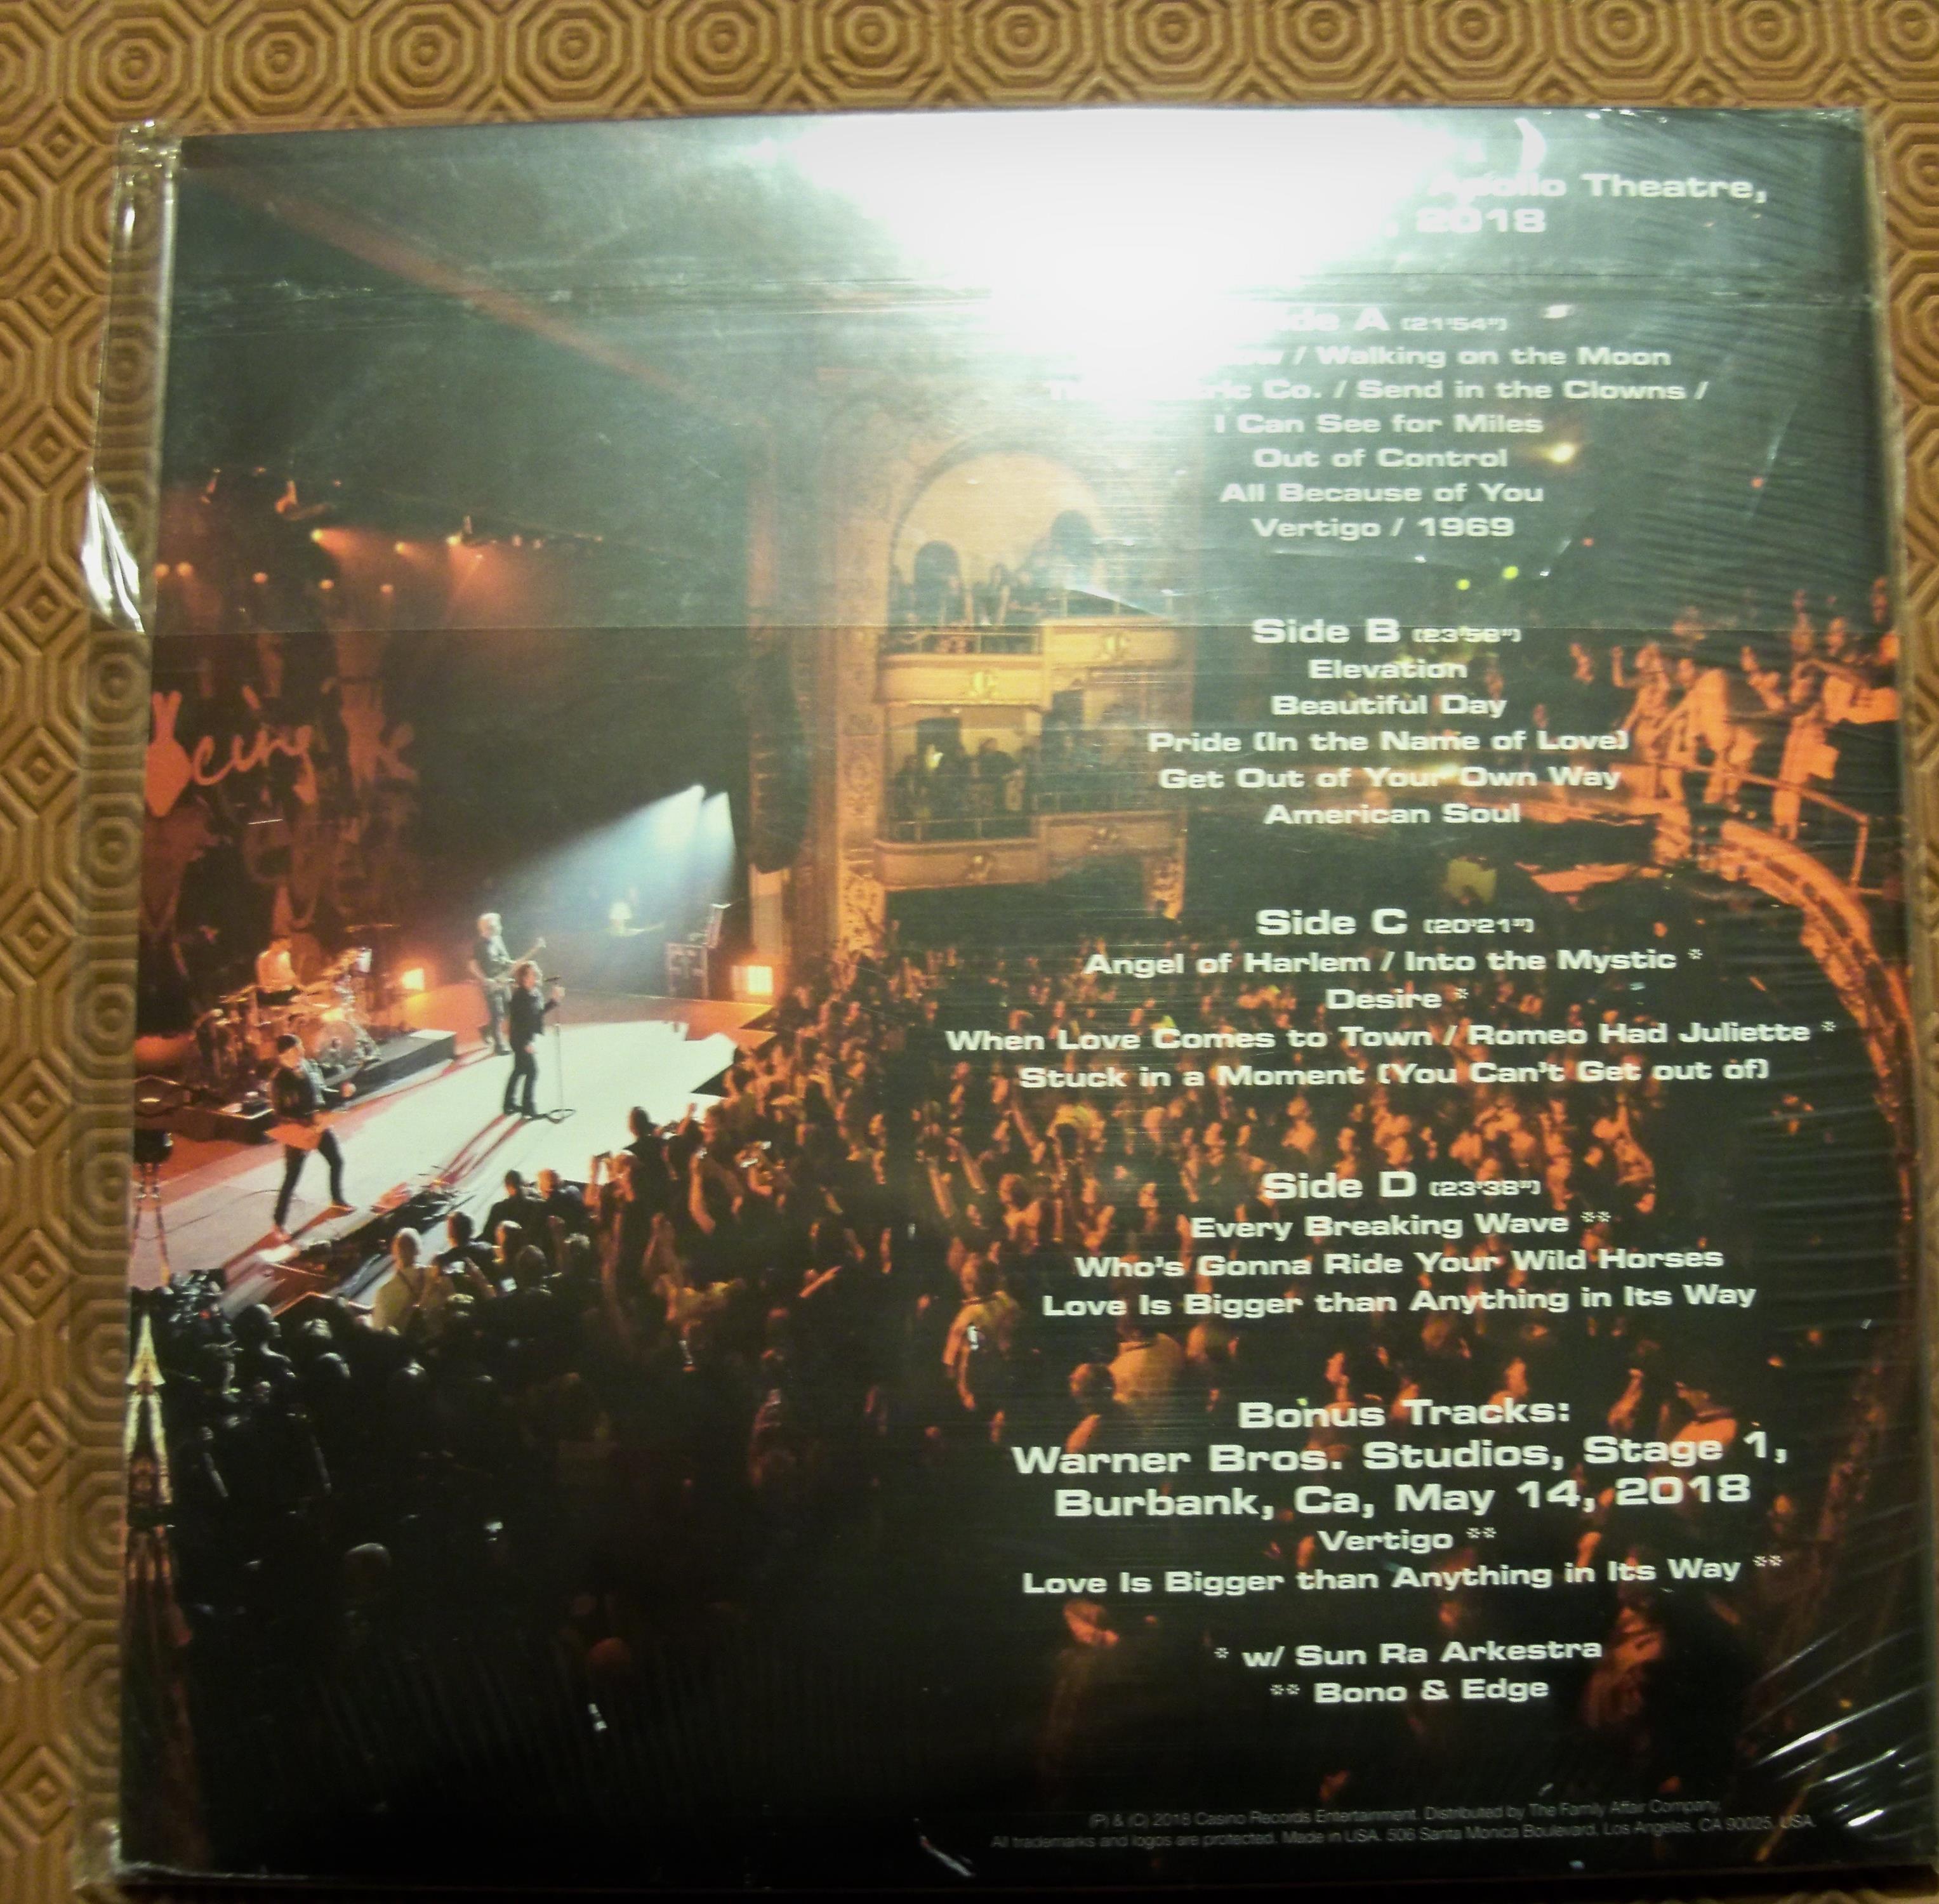 Apollo Theatre,
, 2018
Side A (21'54")
/ Walking on the Moon
Co. / Send in the Clowns /
I Can See for Miles
Out of Control
All Because of You
Vertigo / 1969
Side B (23'58")
Elevation
Beautiful Day
Pride (In the Name of Love)
Get Out of Your Own Way
American Soul
Side C (20'21")
Angel of Harlem / Into the Mystic *
Desire *
When Love Comes to Town / Romeo Had Juliette *
Stuck in a Moment (You Can't Get out of)
Side D (23'38")
Every Breaking Wave **
Who's Gonna Ride Your Wild Horses
Love Is Bigger than Anything in Its Way
Bonus Tracks:
Warner Bros. Studios, Stage 1,
Burbank, Ca, May 14, 2018
Vertigo **
Love Is Bigger than Anything in Its Way **
* w/ Sun Ra Arkestra
** Bono & Edge
(P) & (C) 2018 Casino Records Entertainment. Distributed by The Family Affair Company.
All trademarks and logos are protected. Made in USA. 506 Santa Monica Boulevard, Los Angeles, CA 90025, USA